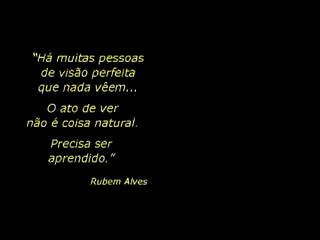 “Há muitas pessoas
de visão perfeita
que nada vêem...
O ato de ver
não é coisa natural.
Precisa ser
aprendido.”
Rubem Alves